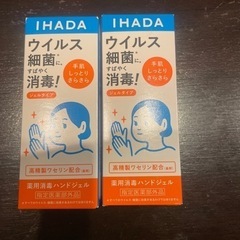 IHADA
ウイルス
細菌に、
すばやく
消毒!
手肌
しっとり
さらさら
ジェルタイプ
高精製ワセリン配合
薬用消毒ハンドジェル
指定医薬部外品
IHADA
ウイルス
細菌に、
すばやく
消毒!
手肌
しっとり
さらさら
ジェルタイプ
高精製ワセリン配合
薬用消毒ハンドジェル
指定医薬部外品